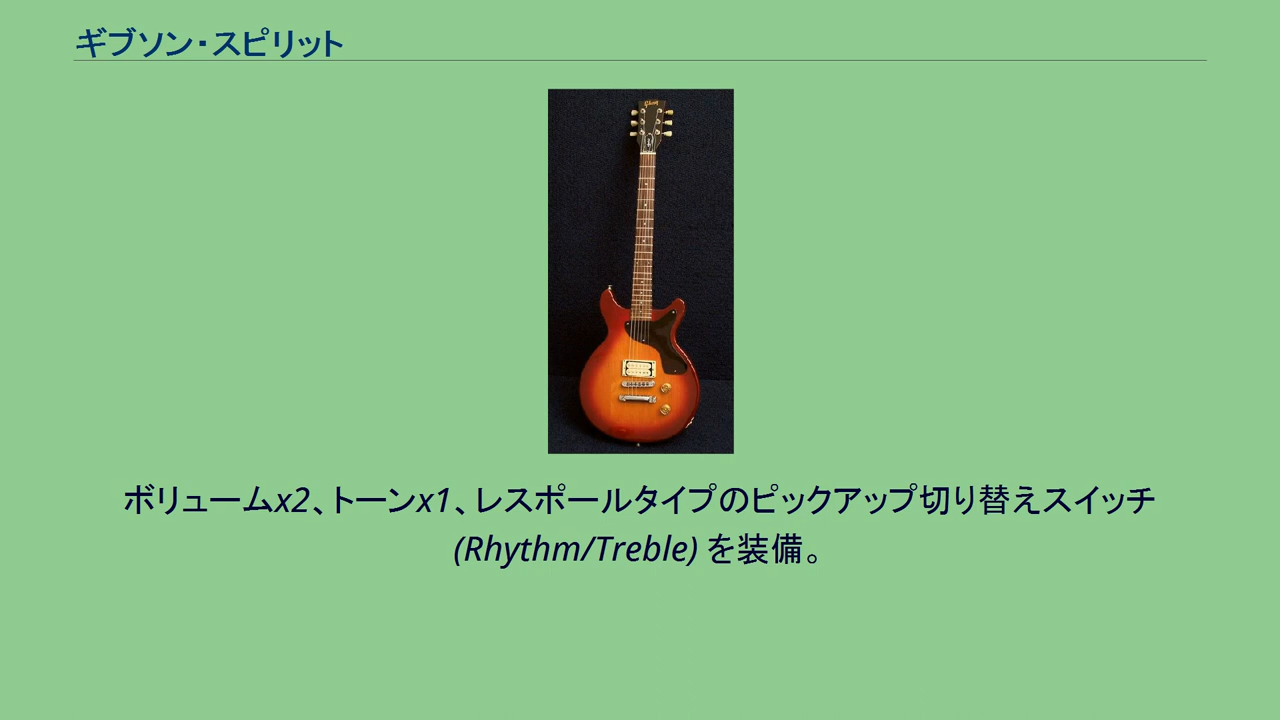 ギブソン・スピリット
Gibson
ボリュームx2、トーンx1、レスポールタイプのピックアップ切り替えスイッチ
(Rhythm/Treble) を装備。